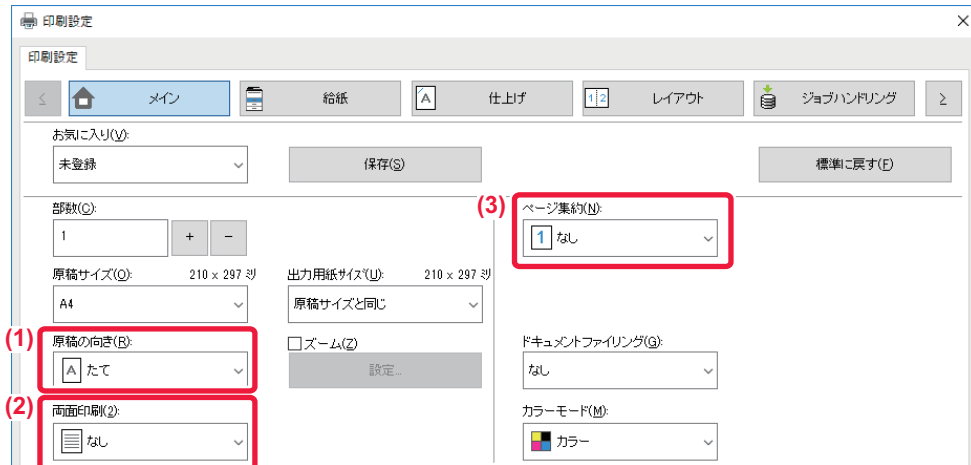 印刷設定
印刷設定
メイン
給紙
A
仕上げ
1 2
レイアウト
ジョブハンドリング
お気に入り(V):
未登録
保存(S)
標準に戻す(F)
部数(C):
1
+
-
(3)
ページ集約(N):
1 なし
原稿サイズ(O): 210 x 297 ミリ
出力用紙サイズ(U): 210 x 297 ミリ
A4
原稿サイズと同じ
(1)
原稿の向き(R):
A たて
ズーム(Z)
設定...
ドキュメントファイリング(G):
なし
(2)
両面印刷(2):
なし
カラーモード(M):
カラー